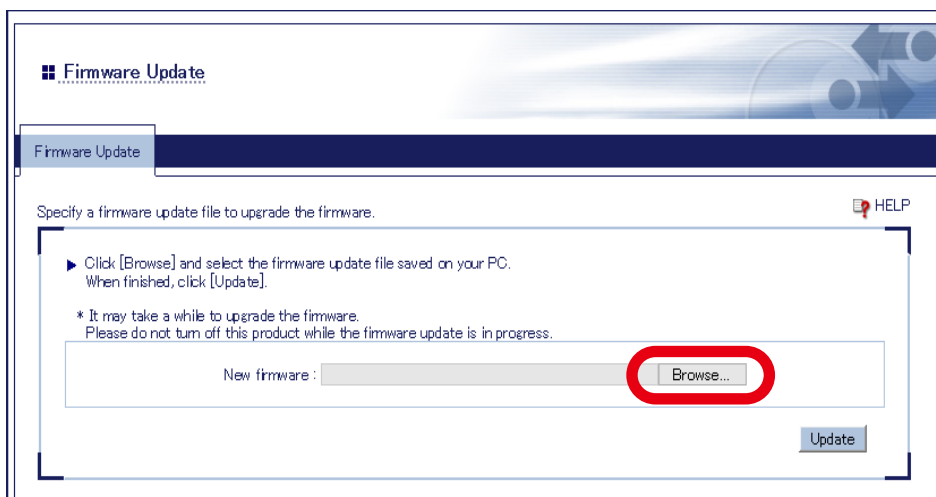 Firmware Update
Firmware Update
Specify a firmware update file to upgrade the firmware.
HELP
Click [Browse] and select the firmware update file saved on your PC.
When finished, click [Update].
* It may take a while to upgrade the firmware.
Please do not turn off this product while the firmware update is in progress.
New firmware : Browse...
Update